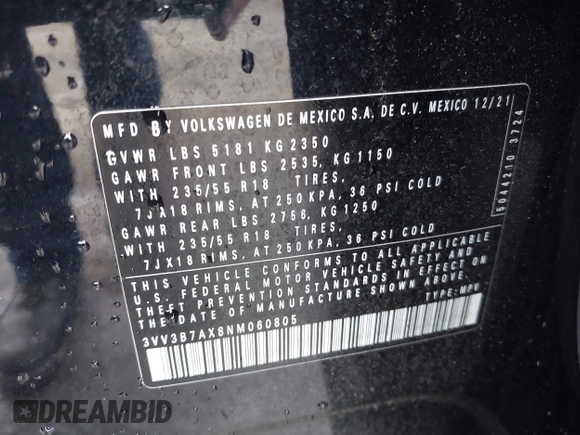 MFD BY VOLKSWAGEN DE MEXICO S.A. DE C.V. MEXICO 12/21
GVWR LBS 5181 KG 2350
GAWR FRONT LBS 2535, KG 1150
WITH 235/55 R18 TIRES,
7JX18 RIMS, AT 250 KPA, 36 PSI COLD
GAWR REAR LBS 2756, KG 1250
WITH 235/55 R18 TIRES,
7JX18 RIMS, AT 250 KPA, 36 PSI COLD
THIS VEHICLE CONFORMS TO ALL APPLICABLE
U.S. FEDERAL MOTOR VEHICLE SAFETY AND
THEFT PREVENTION STANDARDS IN EFFECT ON
THE DATE OF MANUFACTURE SHOWN ABOVE.
3VV3B7AX8NM060805 TYPE: MPV
5044210 3724
DREAMBID